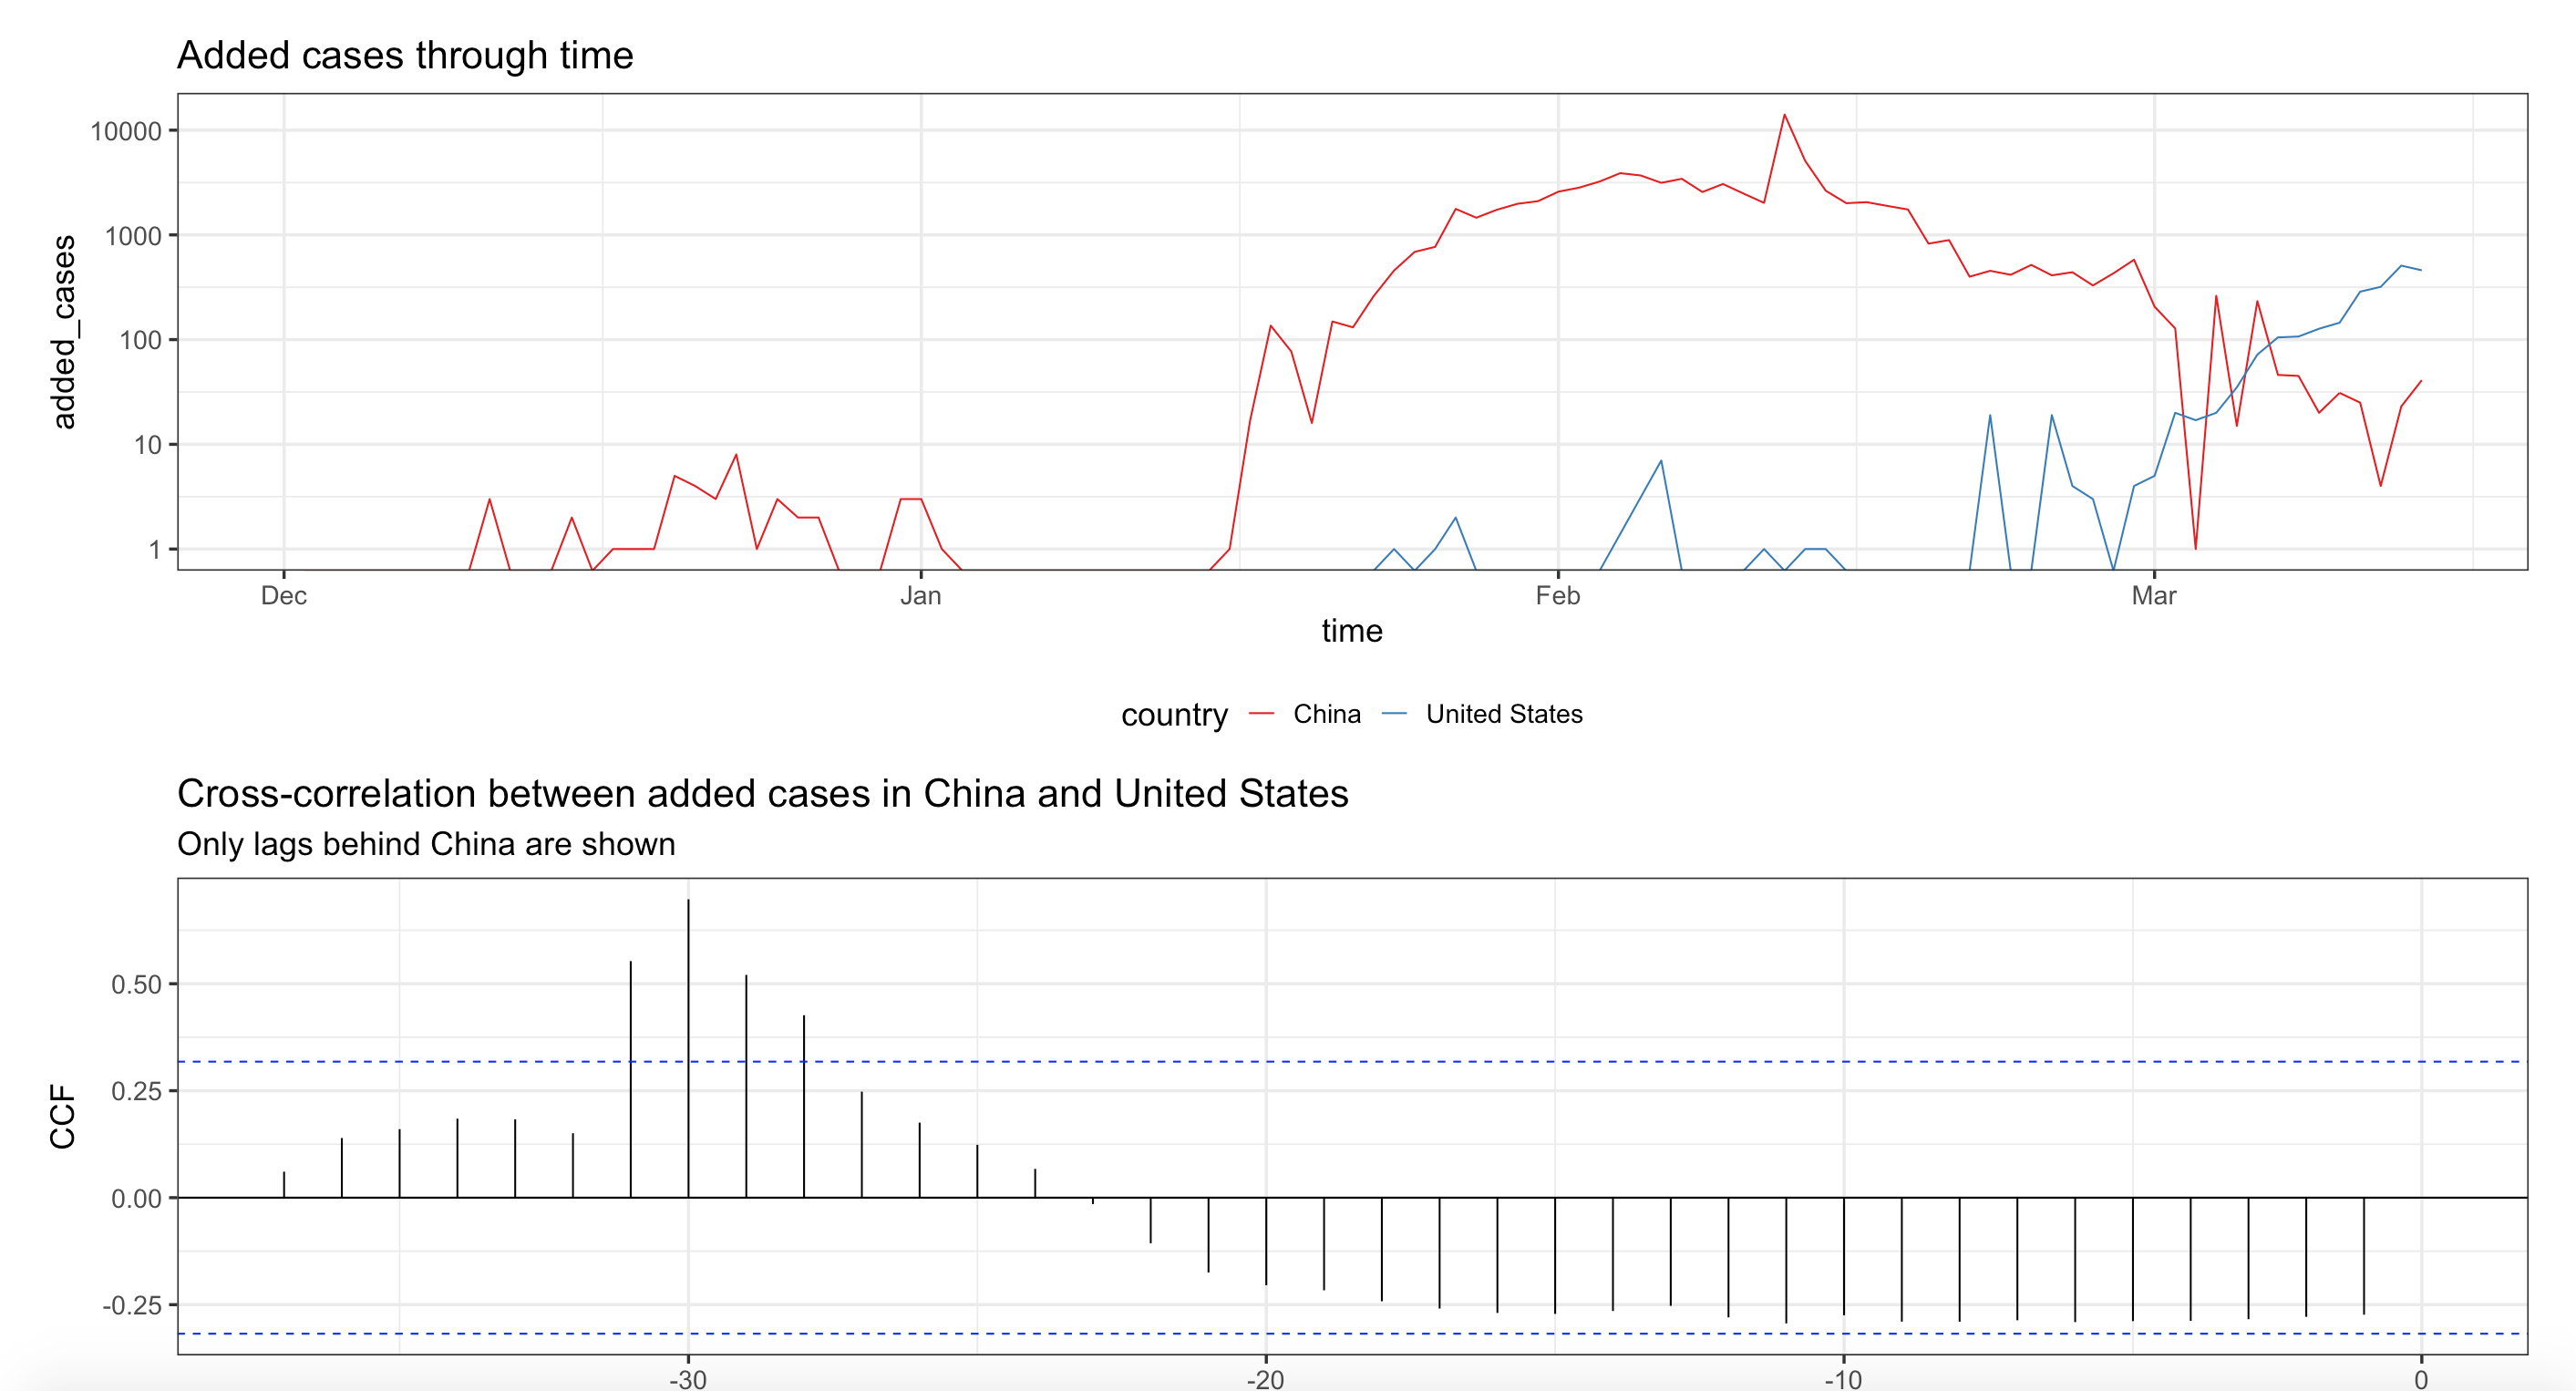 Added cases through time
added_cases
10000
1000
100
10
1
Dec Jan Feb Mar
time
country China United States
Cross-correlation between added cases in China and United States
Only lags behind China are shown
CCF
0.50
0.25
0.00
-0.25
-30 -20 -10 0